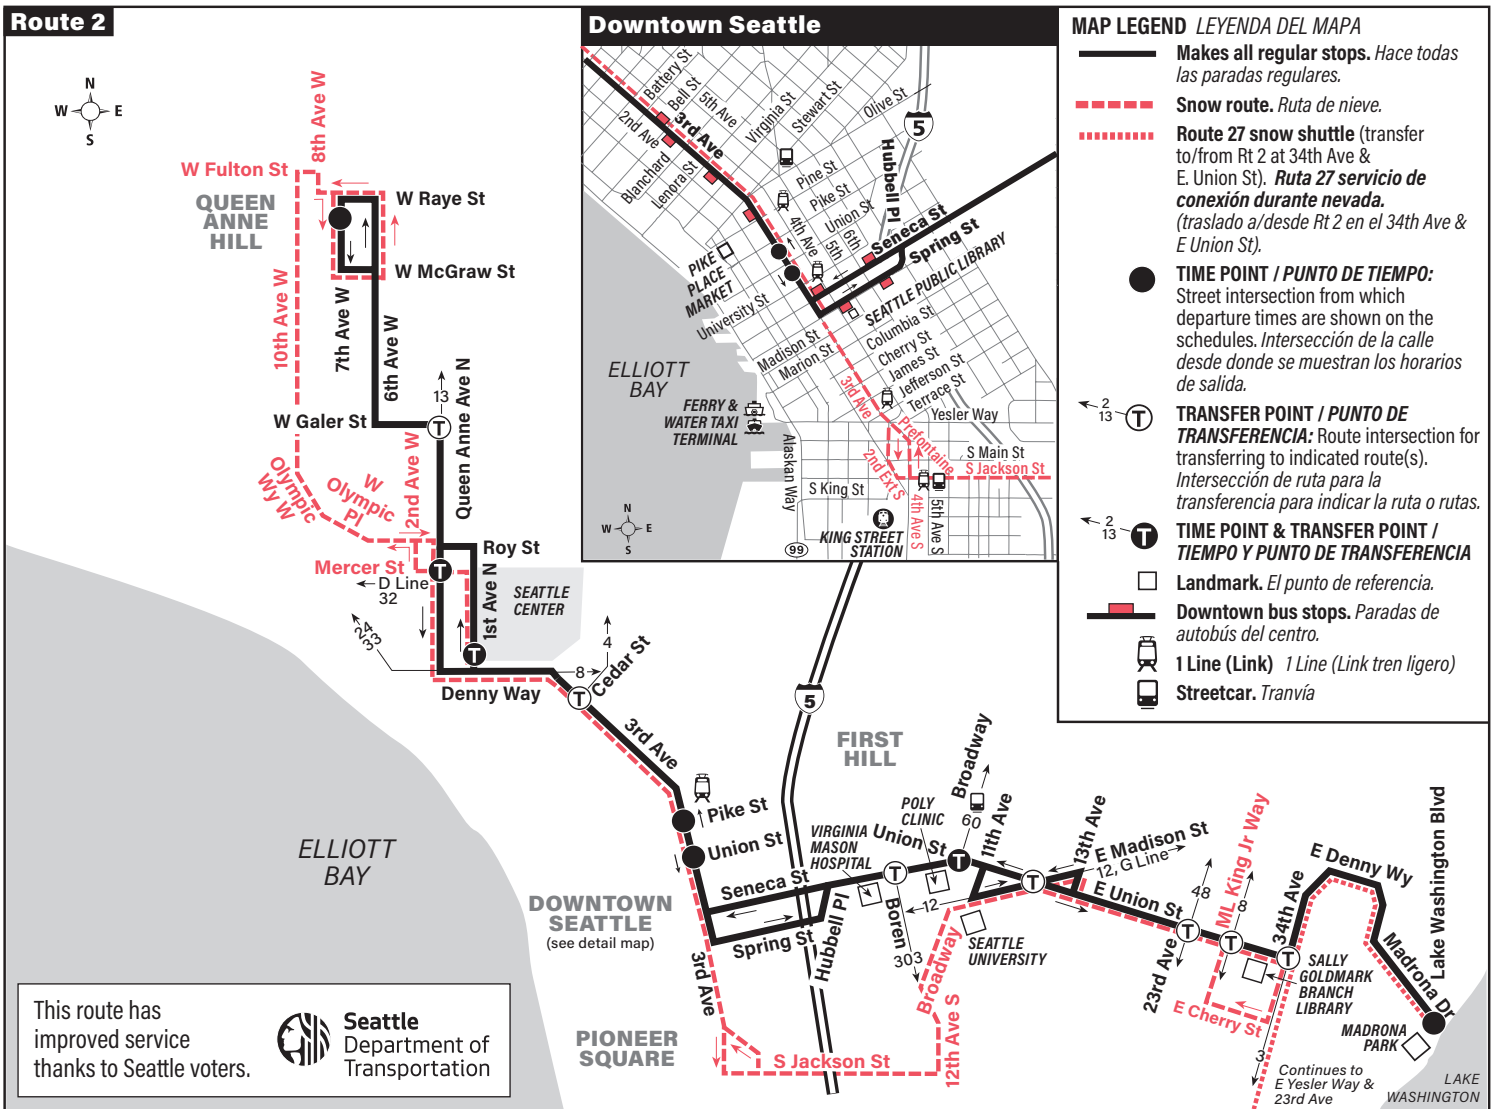 Route 2
N
W E
S
8th Ave W
W Fulton St
QUEEN
ANNE
HILL
W Raye St
W McGraw St
10th Ave W
7th Ave W
6th Ave W
Queen Anne Ave N
13
W Galer St
T
Olympic
Wy W
W
Olympic
Pl
2nd Ave W
Roy St
Mercer St
T
D Line
32
1st Ave N
SEATTLE
CENTER
24
33
T
Denny Way
8
4
Cedar St
T
3rd Ave
5
FIRST
HILL
Pike St
Union St
Seneca St
Spring St
Hubbell Pl
DOWNTOWN
SEATTLE
(see detail map)
3rd Ave
PIONEER
SQUARE
S Jackson St
12th Ave S
Broadway
VIRGINIA
MASON
HOSPITAL
POLY
CLINIC
Union St
T
Boren
303
12
Broadway
60
T
11th Ave
SEATTLE
UNIVERSITY
T
13th Ave
E Madison St
12, G Line
E Union St
48
T
23rd Ave
ML King Jr Way
8
T
E Cherry St
34th Ave
T
SALLY
GOLDMARK
BRANCH
LIBRARY
3
Continues to
E Yesler Way &
23rd Ave
E Denny Wy
Madrona Dr
Lake Washington Blvd
MADRONA
PARK
LAKE
WASHINGTON
ELLIOTT
BAY
This route has
improved service
thanks to Seattle voters.
Seattle
Department of
Transportation
Downtown Seattle
Battery St
Bell St
5th Ave
2nd Ave
3rd Ave
Virginia St
Stewart St
Olive St
5
Blanchard
Lenora St
Pine St
Pike St
Union St
Hubbell Pl
4th Ave
5th
6th
Seneca St
Spring St
PIKE
PLACE
MARKET
University St
SEATTLE PUBLIC LIBRARY
Madison St
Marion St
Columbia St
Cherry St
James St
Jefferson St
Terrace St
3rd Ave
Yesler Way
ELLIOTT
BAY
FERRY &
WATER TAXI
TERMINAL
Alaskan Way
Prefontaine
2nd Ext S
S Main St
S Jackson St
S King St
4th Ave S
5th Ave S
KING STREET
STATION
99
N
W E
S
MAP LEGEND LEYENDA DEL MAPA
Makes all regular stops. Hace todas
las paradas regulares.
Snow route. Ruta de nieve.
Route 27 snow shuttle (transfer
to/from Rt 2 at 34th Ave &
E. Union St). Ruta 27 servicio de
conexión durante nevada.
(traslado a/desde Rt 2 en el 34th Ave &
E Union St).
TIME POINT / PUNTO DE TIEMPO:
Street intersection from which
departure times are shown on the
schedules. Intersección de la calle
desde donde se muestran los horarios
de salida.
2
13
T
TRANSFER POINT / PUNTO DE
TRANSFERENCIA: Route intersection for
transferring to indicated route(s).
Intersección de ruta para la
transferencia para indicar la ruta o rutas.
2
13
T
TIME POINT & TRANSFER POINT /
TIEMPO Y PUNTO DE TRANSFERENCIA
Landmark. El punto de referencia.
Downtown bus stops. Paradas de
autobús del centro.
1 Line (Link) 1 Line (Link tren ligero)
Streetcar. Tranvía